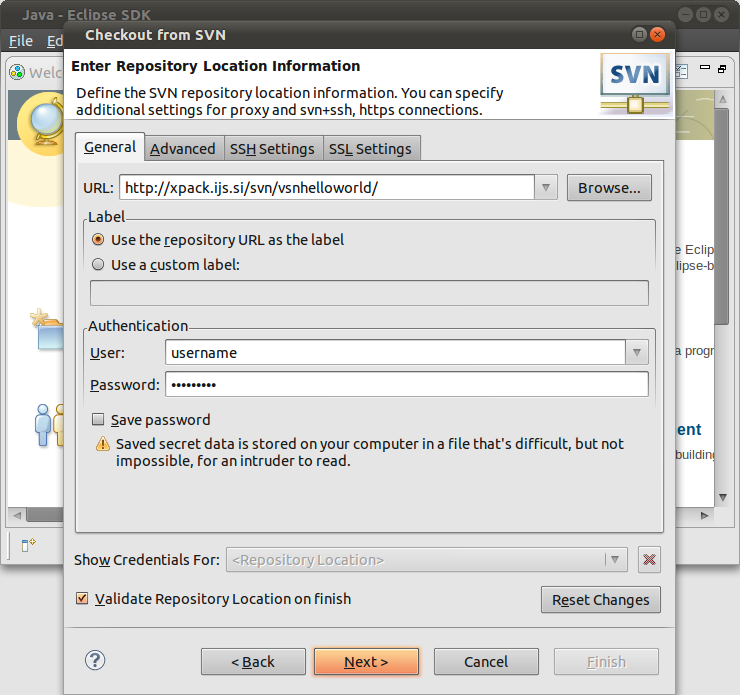 Java - Eclipse SDK
File Ed
Checkout from SVN
Welc
Enter Repository Location Information
SVN
Define the SVN repository location information. You can specify
additional settings for proxy and svn+ssh, https connections.
General Advanced SSH Settings SSL Settings
URL: http://xpack.ijs.si/svn/vsnhelloworld/ Browse...
Label
Use the repository URL as the label
e Eclip
Use a custom label:
lipse-b
Authentication
User: username
a progr
Password: •••••••••
Save password
ent
Saved secret data is stored on your computer in a file that's difficult, but not
building
impossible, for an intruder to read.
Show Credentials For: <Repository Location>
Validate Repository Location on finish Reset Changes
? < Back Next > Cancel Finish